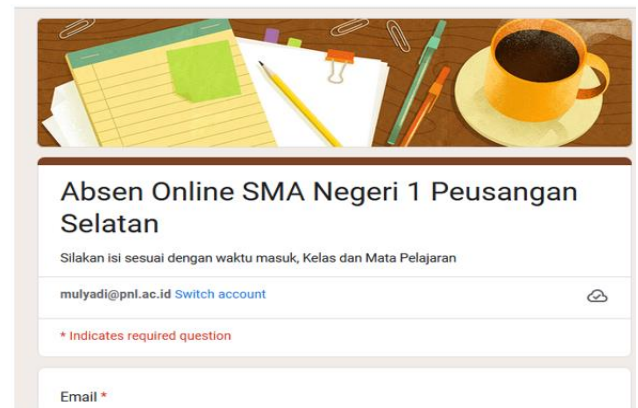 Absen Online SMA Negeri 1 Peusangan
Selatan
Silakan isi sesuai dengan waktu masuk, Kelas dan Mata Pelajaran
mulyadi@pnl.ac.id Switch account
* Indicates required question
Email *